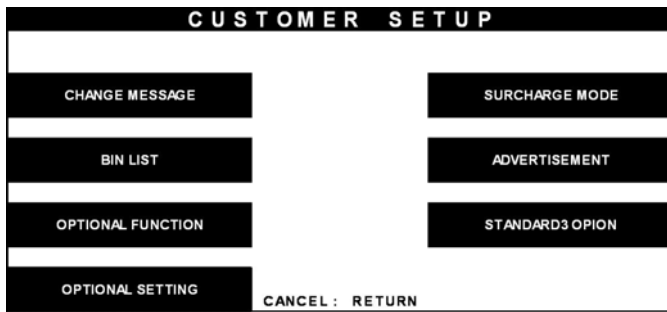 CUSTOMER SETUP
CHANGE MESSAGE
SURCHARGE MODE
BIN LIST
ADVERTISEMENT
OPTIONAL FUNCTION
STANDARD3 OPION
OPTIONAL SETTING
CANCEL: RETURN